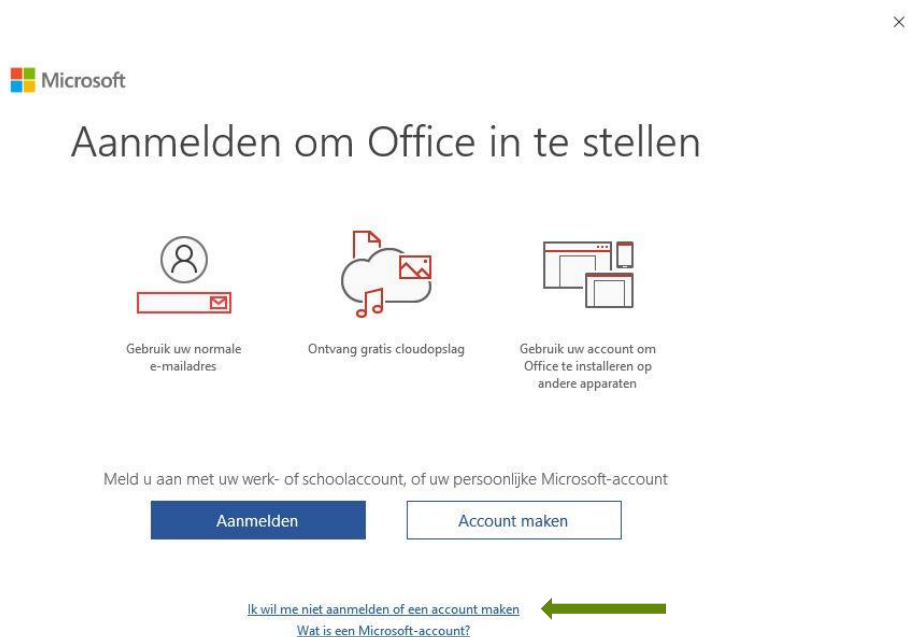 Microsoft
Aanmelden om Office in te stellen
Gebruik uw normale
e-mailadres
Ontvang gratis cloudopslag
Gebruik uw account om
Office te installeren op
andere apparaten
Meld u aan met uw werk- of schoolaccount, of uw persoonlijke Microsoft-account
Aanmelden
Account maken
Ik wil me niet aanmelden of een account maken
Wat is een Microsoft-account?